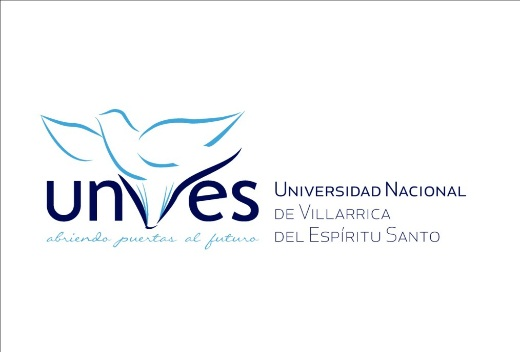 unves
abriendo puertas al futuro
UNIVERSIDAD NACIONAL
DE VILLARRICA
DEL ESPÍRITU SANTO